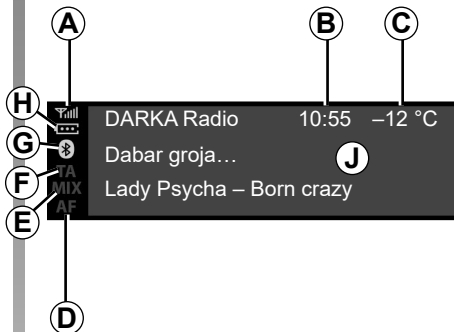 A B C
H
G
F
E
D
J
DARKA Radio 10:55 –12 °C
Dabar groja…
Lady Psycha – Born crazy
TA
MIX
AF